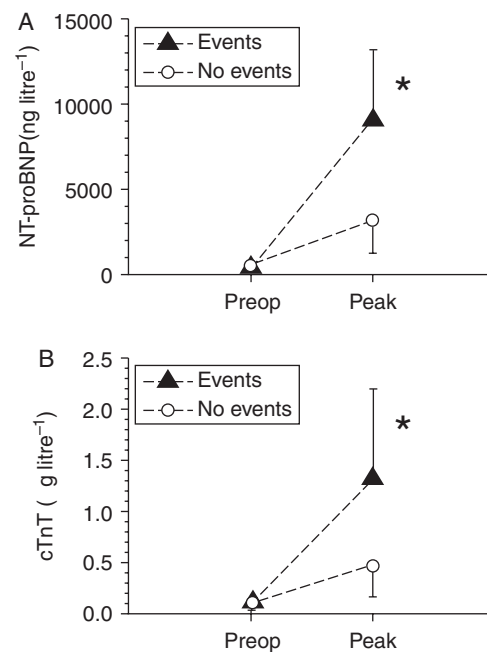 A
15000
Events
No events
10000
*
NT-proBNP(ng litre⁻¹)
5000
0
Preop Peak
B
2.5
Events
No events
2.0
*
1.5
cTnT ( g litre⁻¹)
1.0
0.5
0.0
Preop Peak